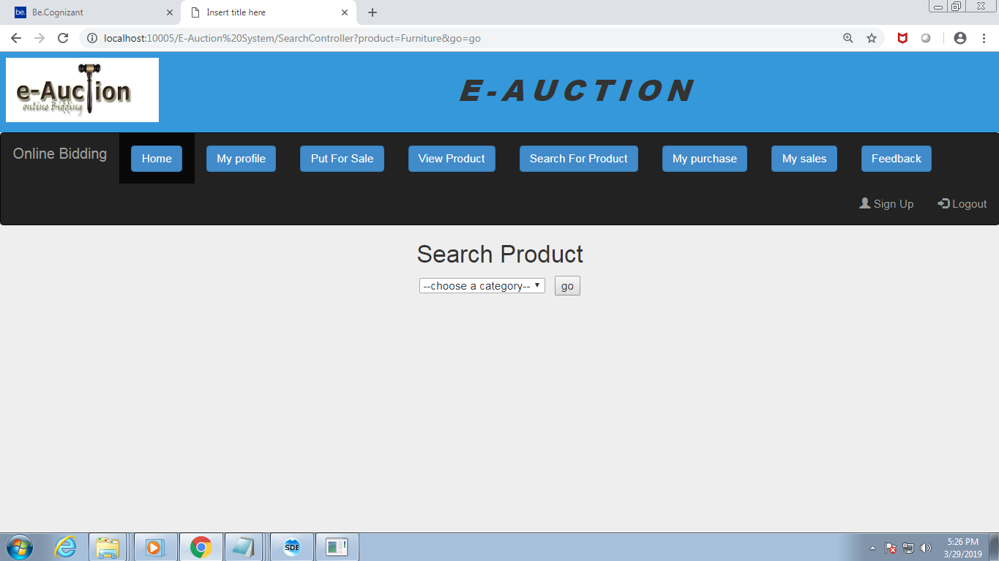 be. Be.Cognizant
Insert title here
localhost:10005/E-Auction%20System/SearchController?product=Furniture&go=go
e-Auction
online Bidding
E-AUCTION
Online Bidding Home My profile Put For Sale View Product Search For Product My purchase My sales Feedback
Sign Up Logout
Search Product
--choose a category-- go
SDE
5:26 PM
3/29/2019